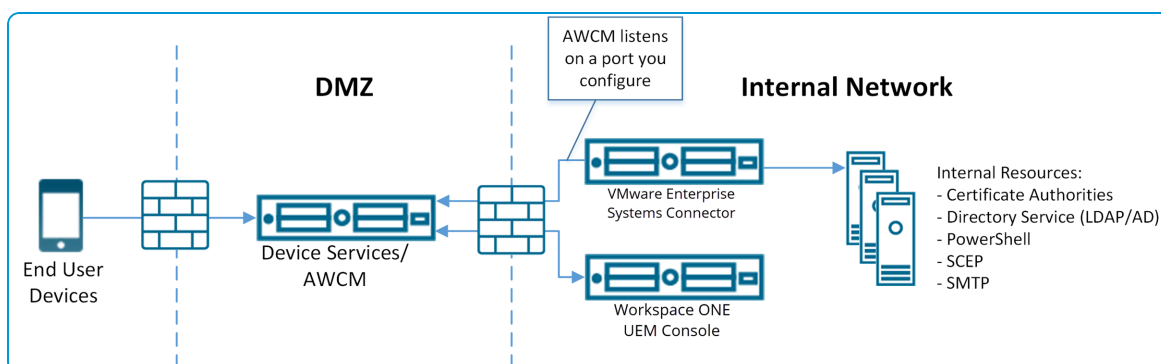 AWCM listens
on a port you
configure
DMZ
Internal Network
End User
Devices
Device Services/
AWCM
VMware Enterprise
Systems Connector
Workspace ONE
UEM Console
Internal Resources:
- Certificate Authorities
- Directory Service (LDAP/AD)
- PowerShell
- SCEP
- SMTP